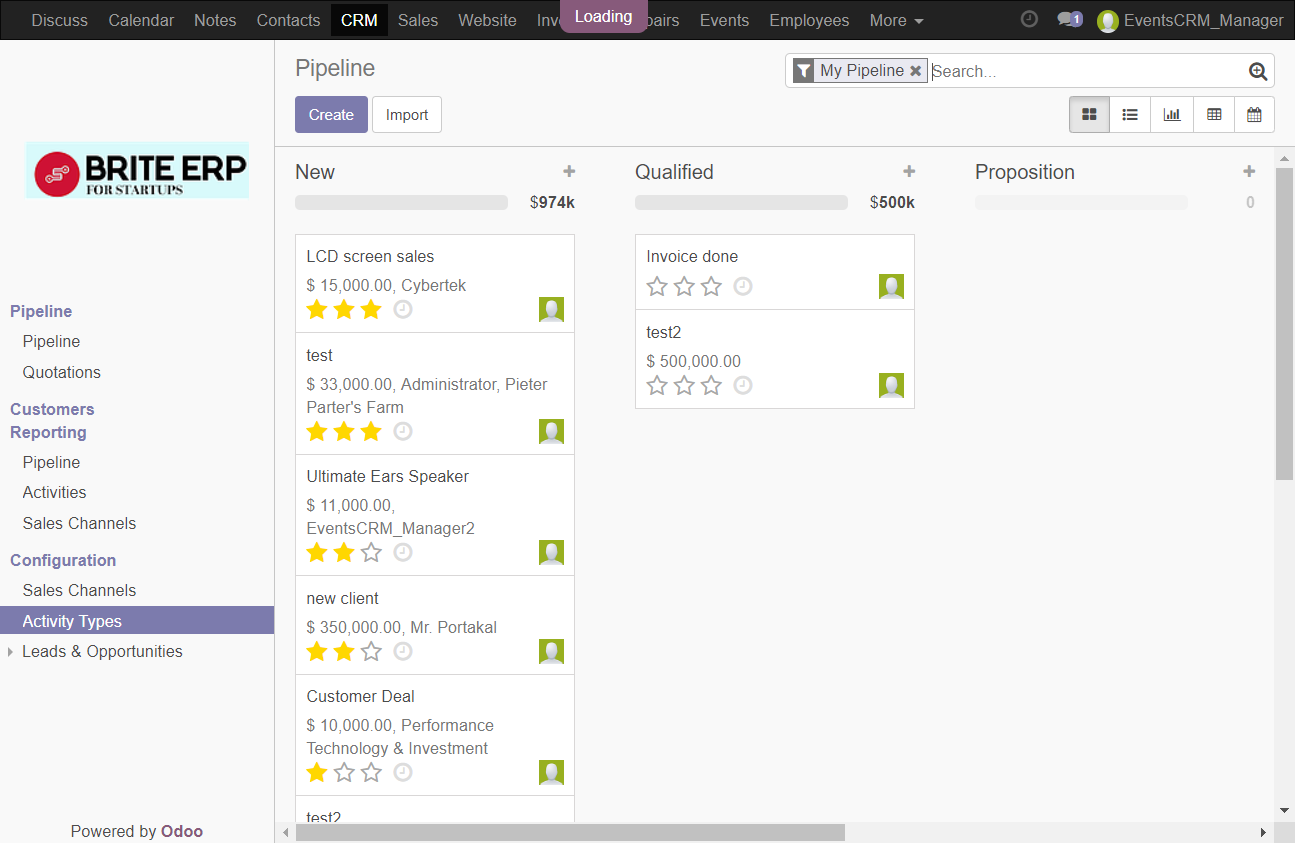 Discuss Calendar Notes Contacts CRM Sales Website Loading Events Employees More 1 EventsCRM_Manager
BRITE ERP
FOR STARTUPS
Pipeline
Pipeline
Quotations
Customers
Reporting
Pipeline
Activities
Sales Channels
Configuration
Sales Channels
Activity Types
Leads & Opportunities
Powered by Odoo
Pipeline
My Pipeline Search...
Create Import
New
$974k
LCD screen sales
$ 15,000.00, Cybertek
test
$ 33,000.00, Administrator, Pieter
Parter's Farm
Ultimate Ears Speaker
$ 11,000.00,
EventsCRM_Manager2
new client
$ 350,000.00, Mr. Portakal
Customer Deal
$ 10,000.00, Performance
Technology & Investment
test2
Qualified
$500k
Invoice done
test2
$ 500,000.00
Proposition
0